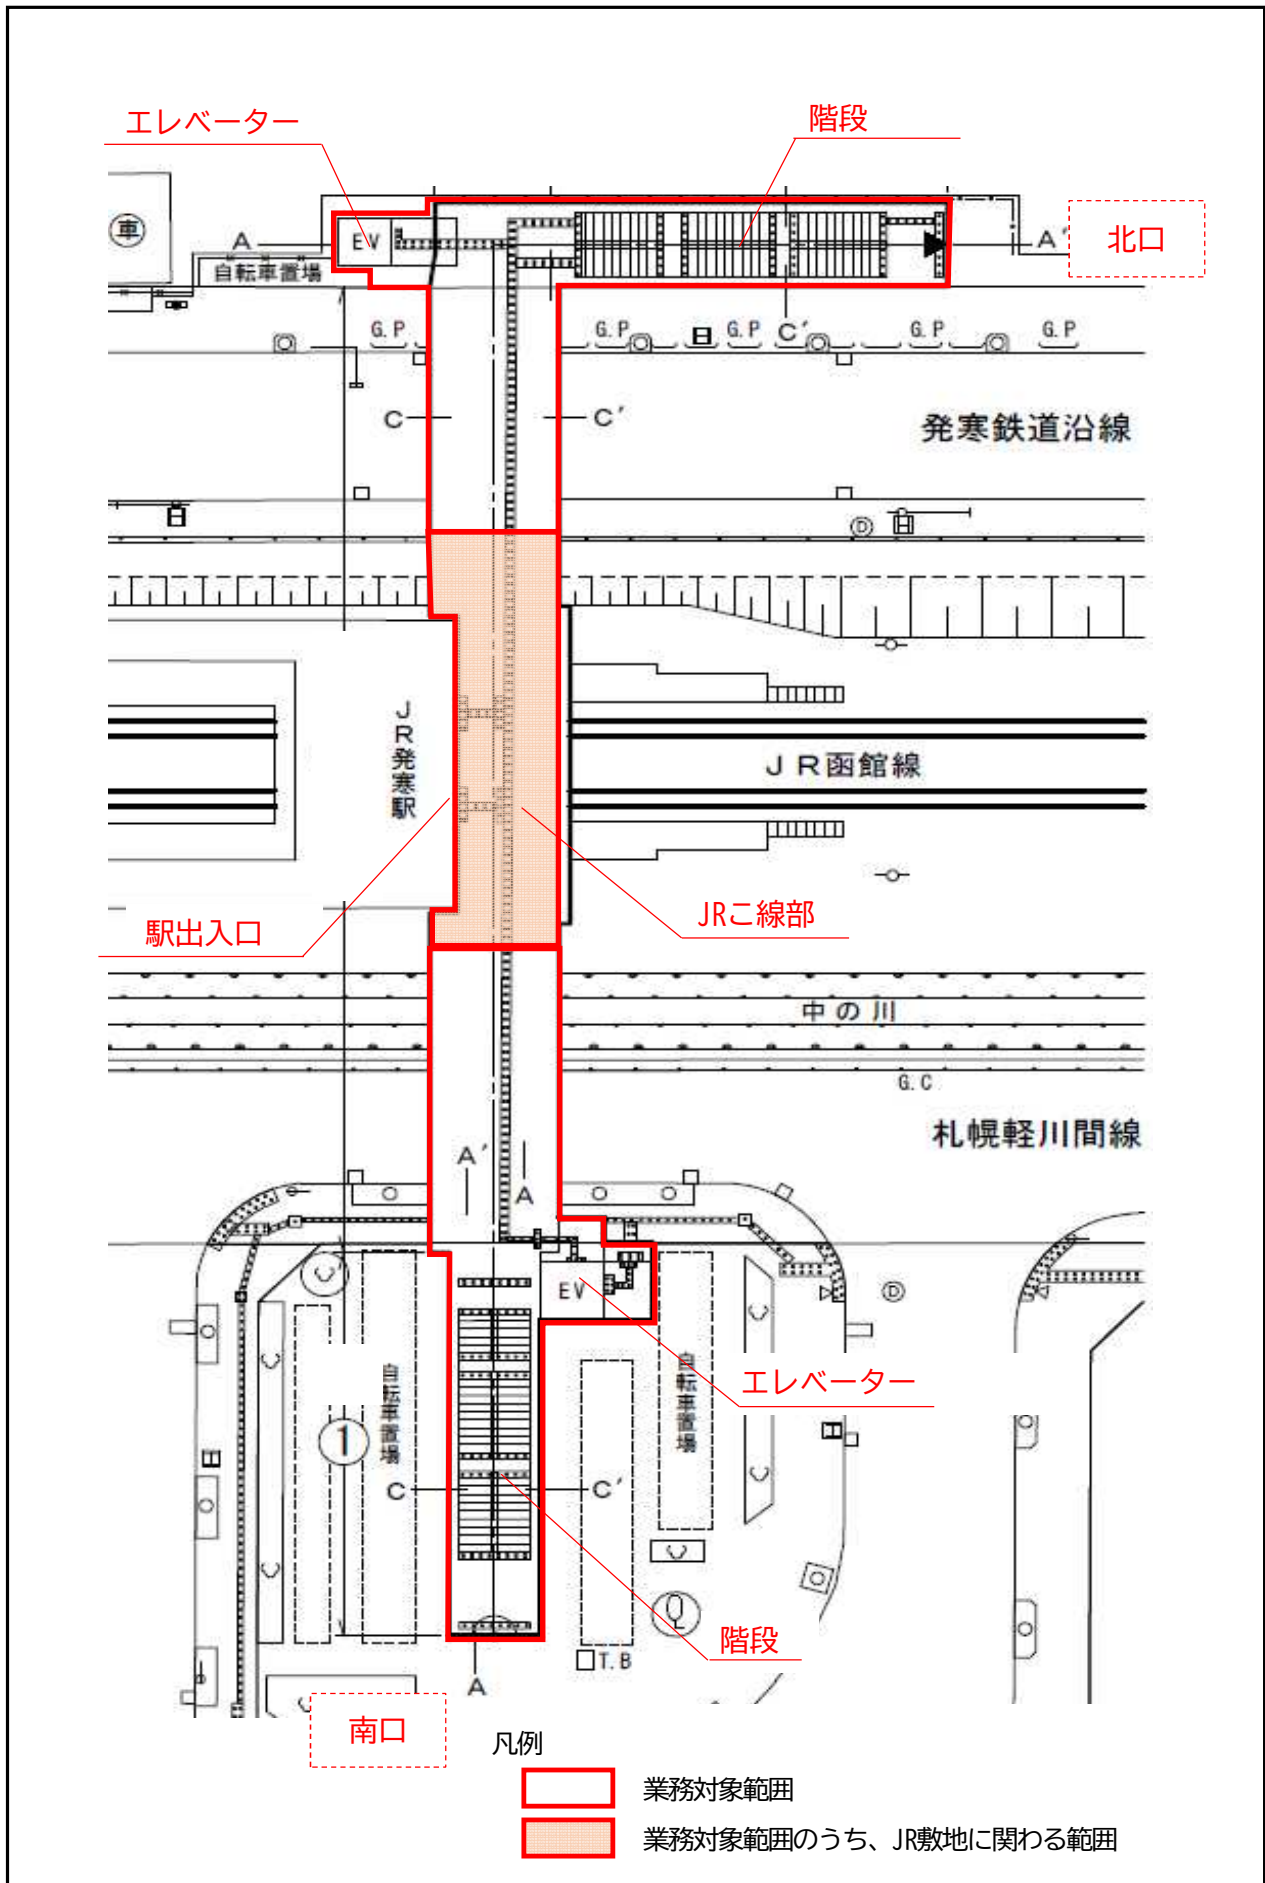 エレベーター
階段
車
A
EV
A'
北口
自転車置場
G.P
G.P
G.P
C'
G.P
G.P
C
C'
発寒鉄道沿線
D
JR発寒駅
JR函館線
駅出入口
JRこ線部
中の川
G.C
札幌軽川間線
A'
A
EV
D
自転車置場
自転車置場
エレベーター
1
C
C'
階段
T.B
A
南口
凡例
業務対象範囲
業務対象範囲のうち、JR敷地に関わる範囲